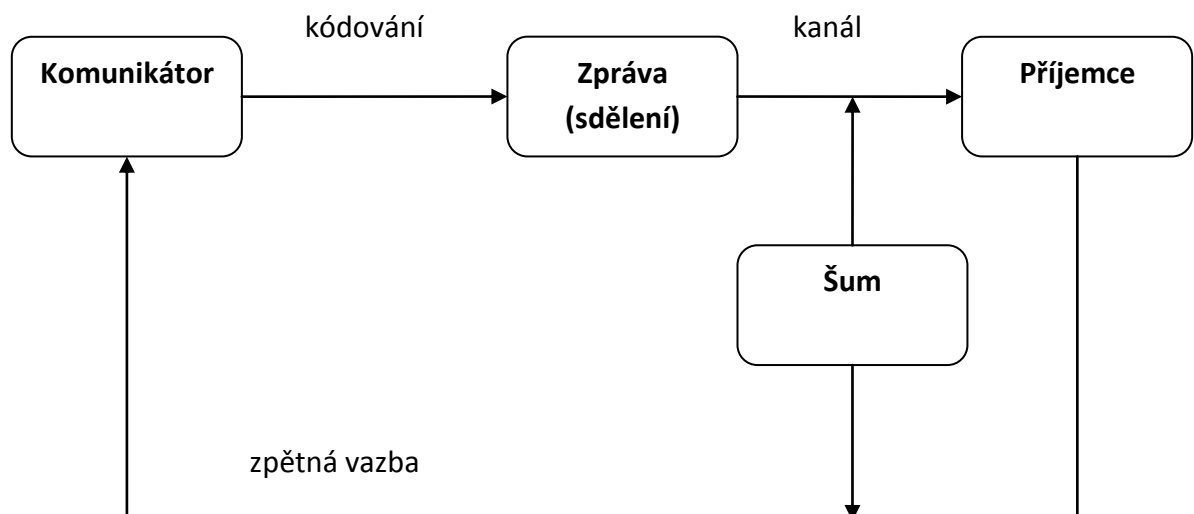 kódování
kanál
Komunikátor
Zpráva
(sdělení)
Příjemce
Šum
zpětná vazba